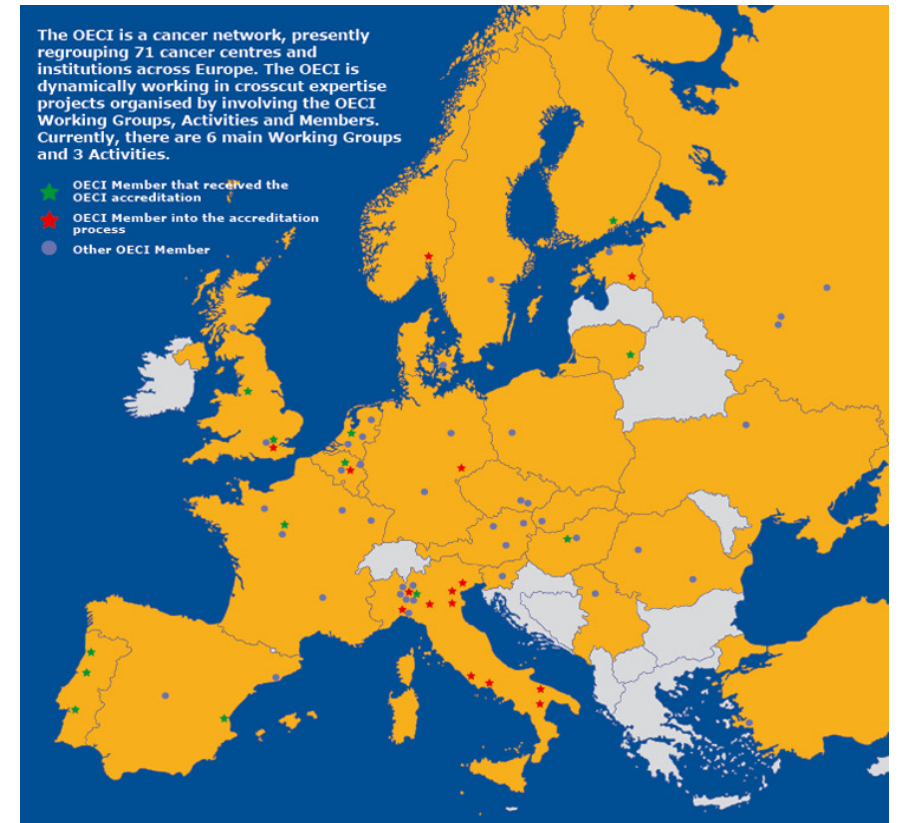 The OECI is a cancer network, presently
regrouping 71 cancer centres and
institutions across Europe. The OECI is
dynamically working in crosscut expertise
projects organised by involving the OECI
Working Groups, Activities and Members.
Currently, there are 6 main Working Groups
and 3 Activities.
OECI Member that received the
OECI accreditation
OECI Member into the accreditation
process
Other OECI Member